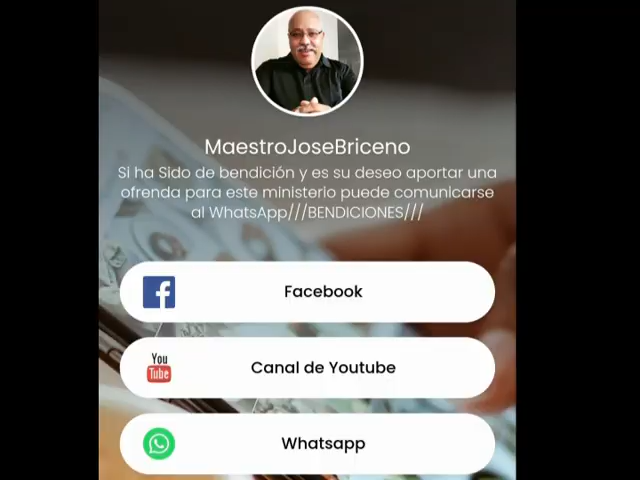 MaestroJoseBriceno
Si ha Sido de bendición y es su deseo aportar una
ofrenda para este ministerio puede comunicarse
al WhatsApp///BENDICIONES///
Facebook
You
Tube
Canal de Youtube
Whatsapp